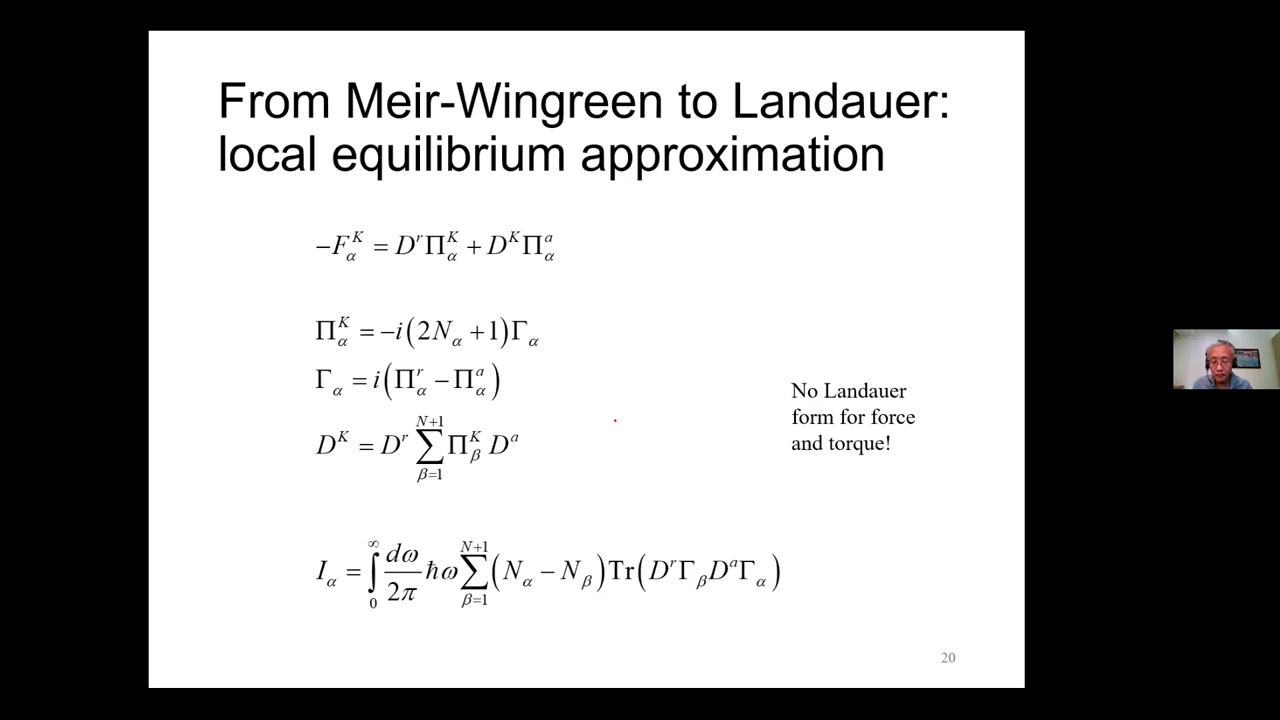 From Meir-Wingreen to Landauer:
local equilibrium approximation
−F_α^K = D^r Π_α^K + D^K Π_α^a
Π_α^K = −i(2N_α + 1)Γ_α
Γ_α = i(Π_α^r − Π_α^a)
D^K = D^r ∑_{β=1}^{N+1} Π_β^K D^a
No Landauer
form for force
and torque!
I_α = ∫_0^∞ dω/2π ħω ∑_{β=1}^{N+1} (N_α − N_β) Tr(D^r Γ_β D^a Γ_α)
20